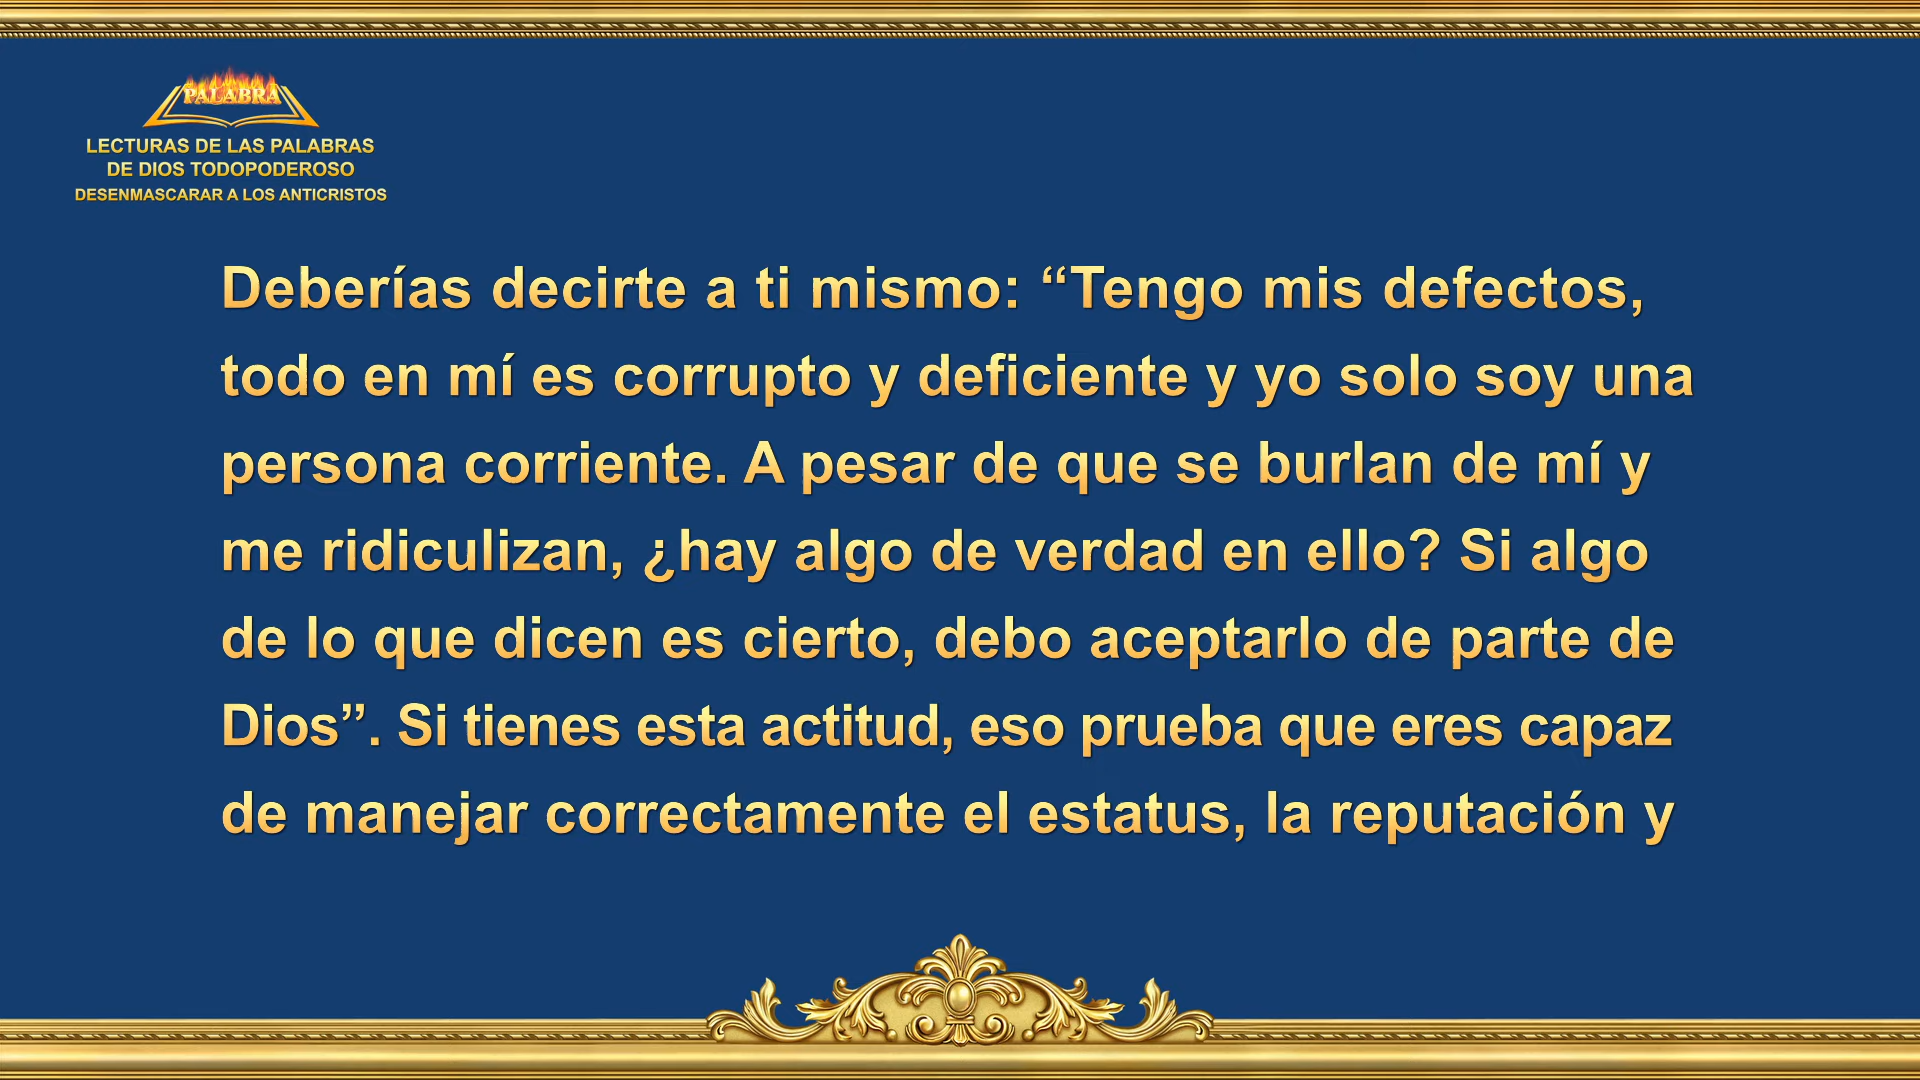 PALABRA
LECTURAS DE LAS PALABRAS
DE DIOS TODOPODEROSO
DESENMASCARAR A LOS ANTICRISTOS
Deberías decirte a ti mismo: “Tengo mis defectos,
todo en mí es corrupto y deficiente y yo solo soy una
persona corriente. A pesar de que se burlan de mí y
me ridiculizan, ¿hay algo de verdad en ello? Si algo
de lo que dicen es cierto, debo aceptarlo de parte de
Dios”. Si tienes esta actitud, eso prueba que eres capaz
de manejar correctamente el estatus, la reputación y